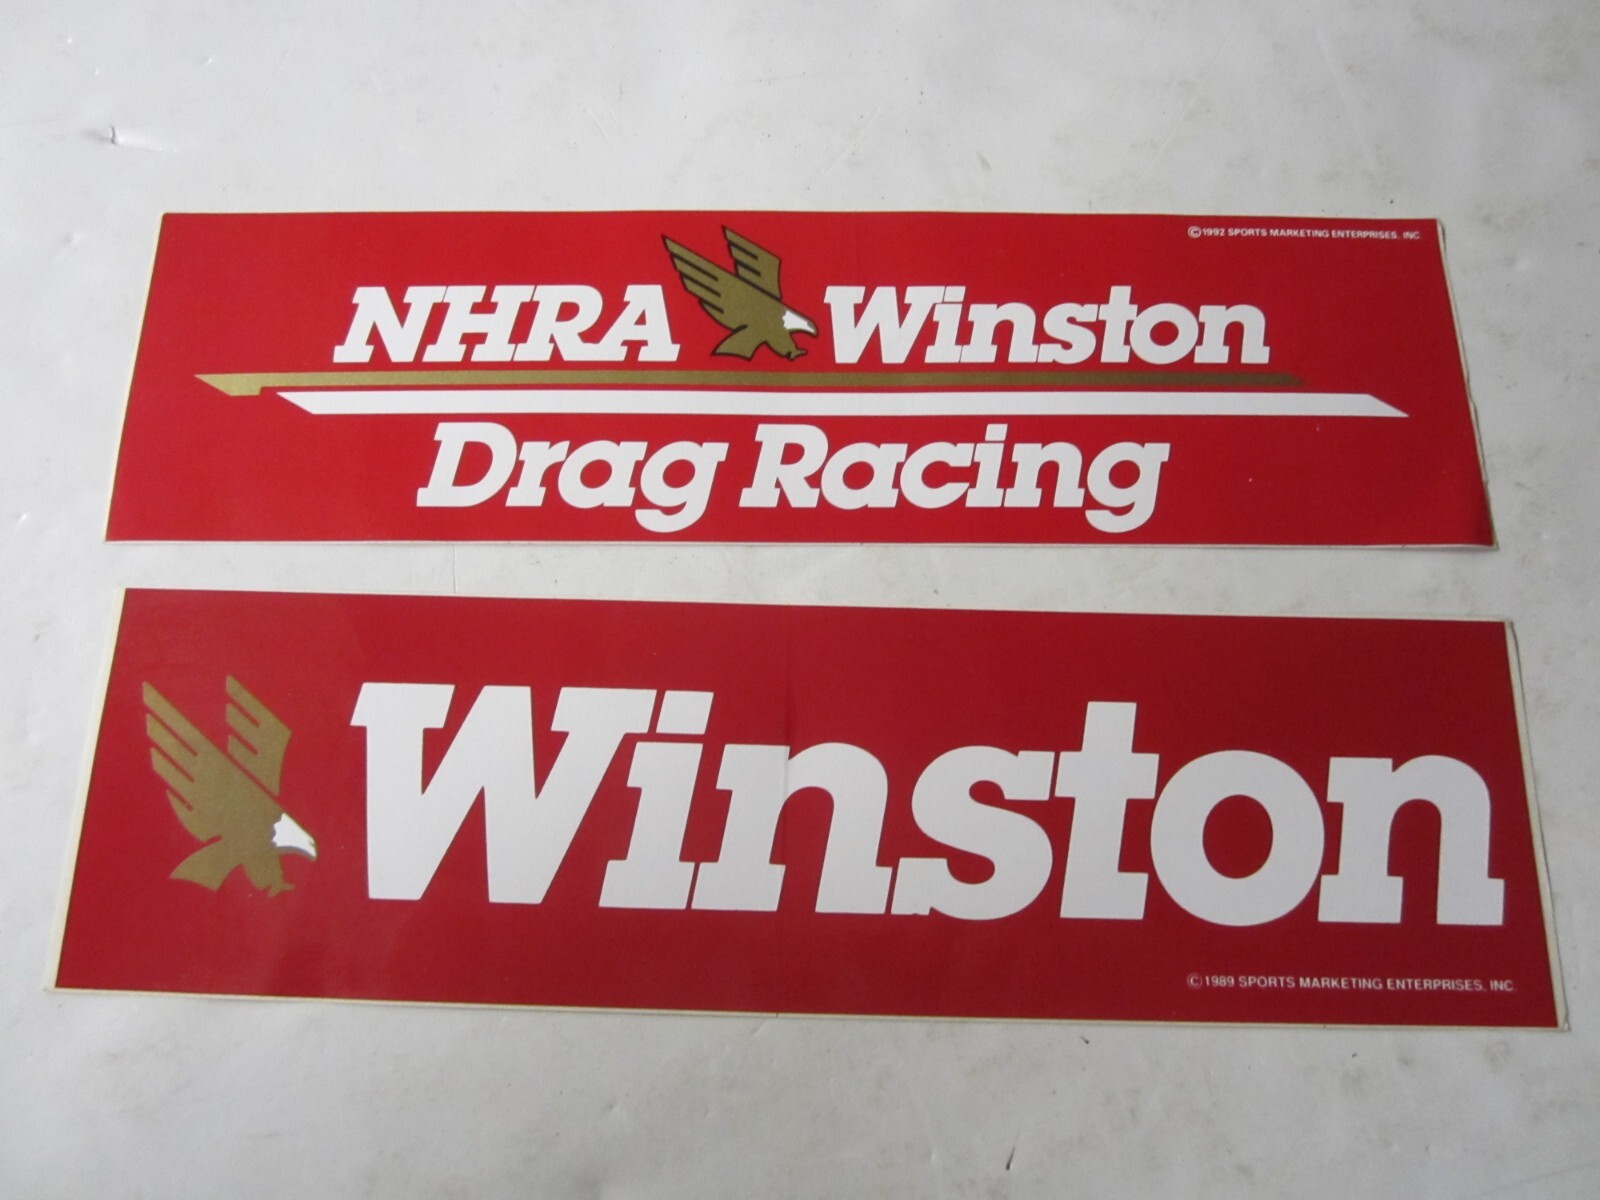 ©1992 SPORTS MARKETING ENTERPRISES, INC.
NHRA Winston
Drag Racing
Winston
©1989 SPORTS MARKETING ENTERPRISES, INC.